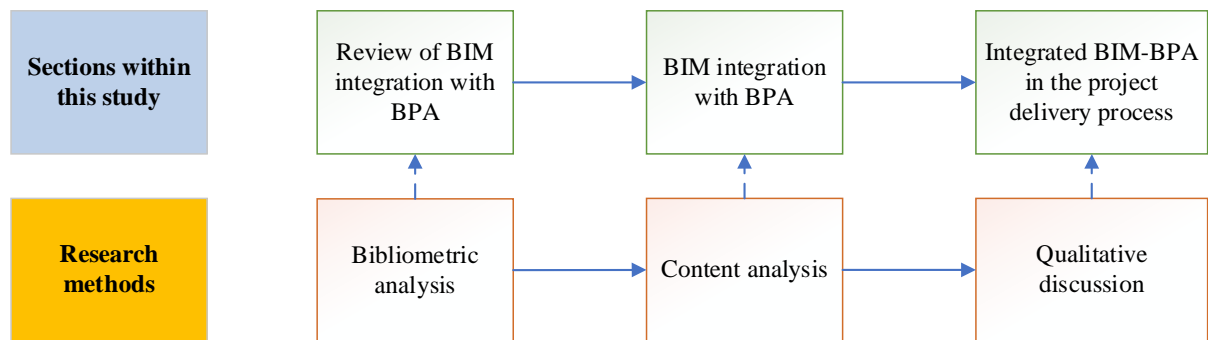 Sections within
this study
Review of BIM
integration with
BPA
BIM integration
with BPA
Integrated BIM-BPA
in the project
delivery process
Research
methods
Bibliometric
analysis
Content analysis
Qualitative
discussion